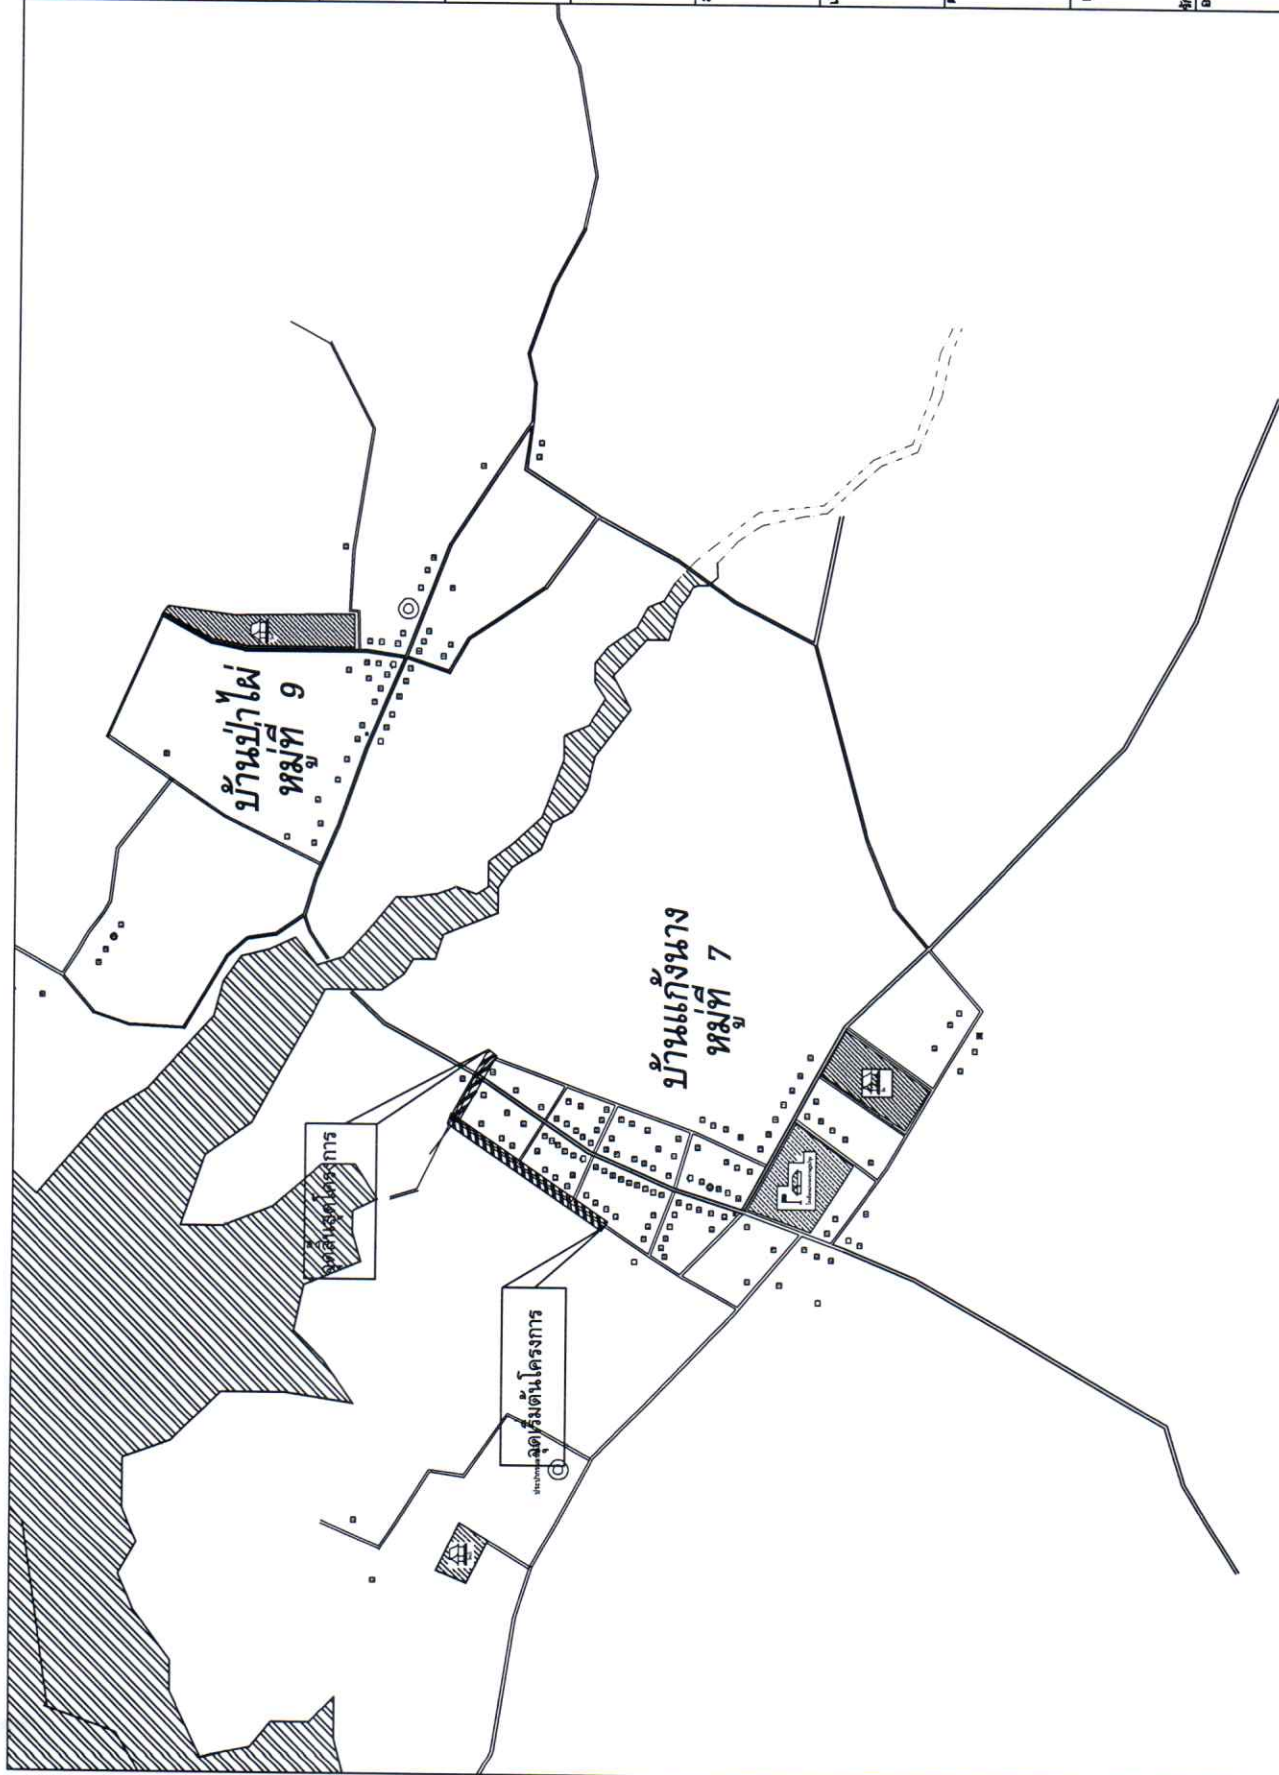 บ้านป่าไผ่
หมู่ที่ 9
บ้านแก้งนาง
หมู่ที่ 7
จุดสิ้นสุดโครงการ
จุดเริ่มต้นโครงการ